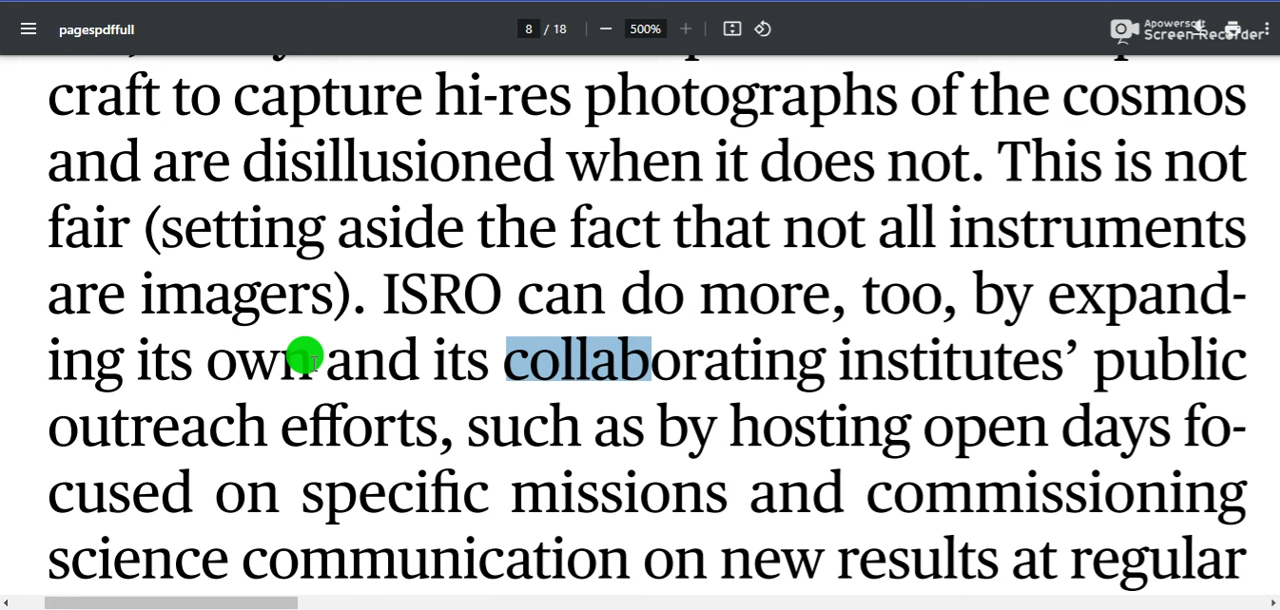 pagespdffull
8 / 18
500%
Apowersoft
Screen Recorder
craft to capture hi-res photographs of the cosmos
and are disillusioned when it does not. This is not
fair (setting aside the fact that not all instruments
are imagers). ISRO can do more, too, by expand-
ing its own and its collaborating institutes’ public
outreach efforts, such as by hosting open days fo-
cused on specific missions and commissioning
science communication on new results at regular